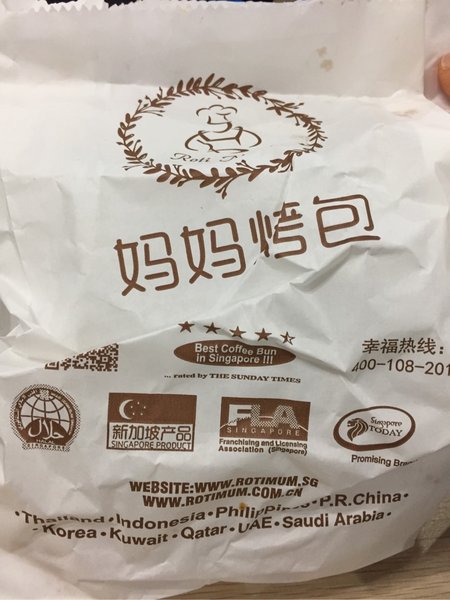 Roti
妈妈烤包
Best Coffee Bun
in Singapore !!!
... rated by THE SUNDAY TIMES
幸福热线:
400-108-201
SINGAPORE
新加坡产品
SINGAPORE PRODUCT
FLA
SINGAPORE
Franchising and Licensing
Association (Singapore)
Singapore
TODAY
Promising
WEBSITE:WWW.ROTIMUM.SG
WWW.ROTIMUM.COM.CN
·Thailand·Indonesia·Philippines·P.R.China·
·Korea·Kuwait·Qatar·UAE·Saudi Arabia·